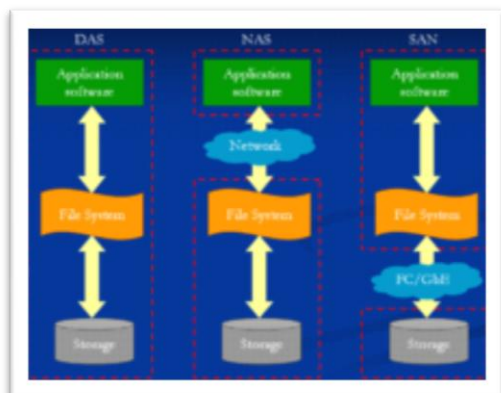 DAS NAS SAN
Application software
Application software
Application software
Network
File System
File System
File System
FC/GbE
Storage
Storage
Storage